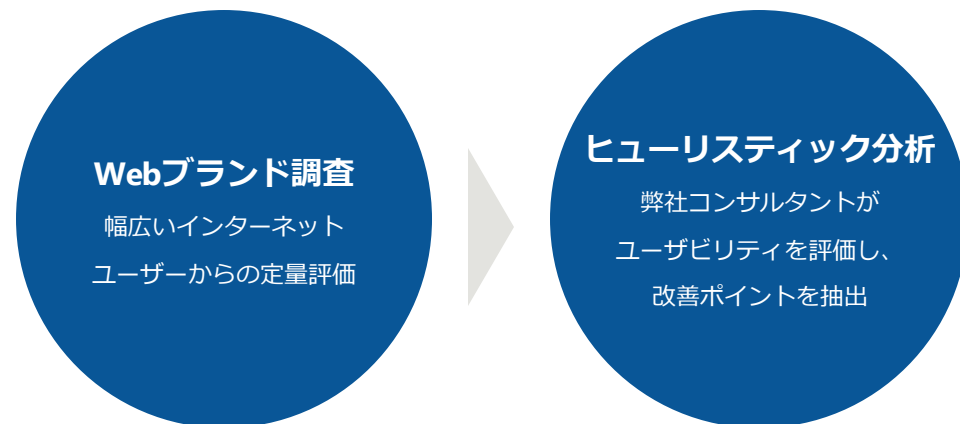 Webブランド調査
幅広いインターネット
ユーザーからの定量評価
ヒューリスティック分析
弊社コンサルタントが
ユーザビリティを評価し、
改善ポイントを抽出